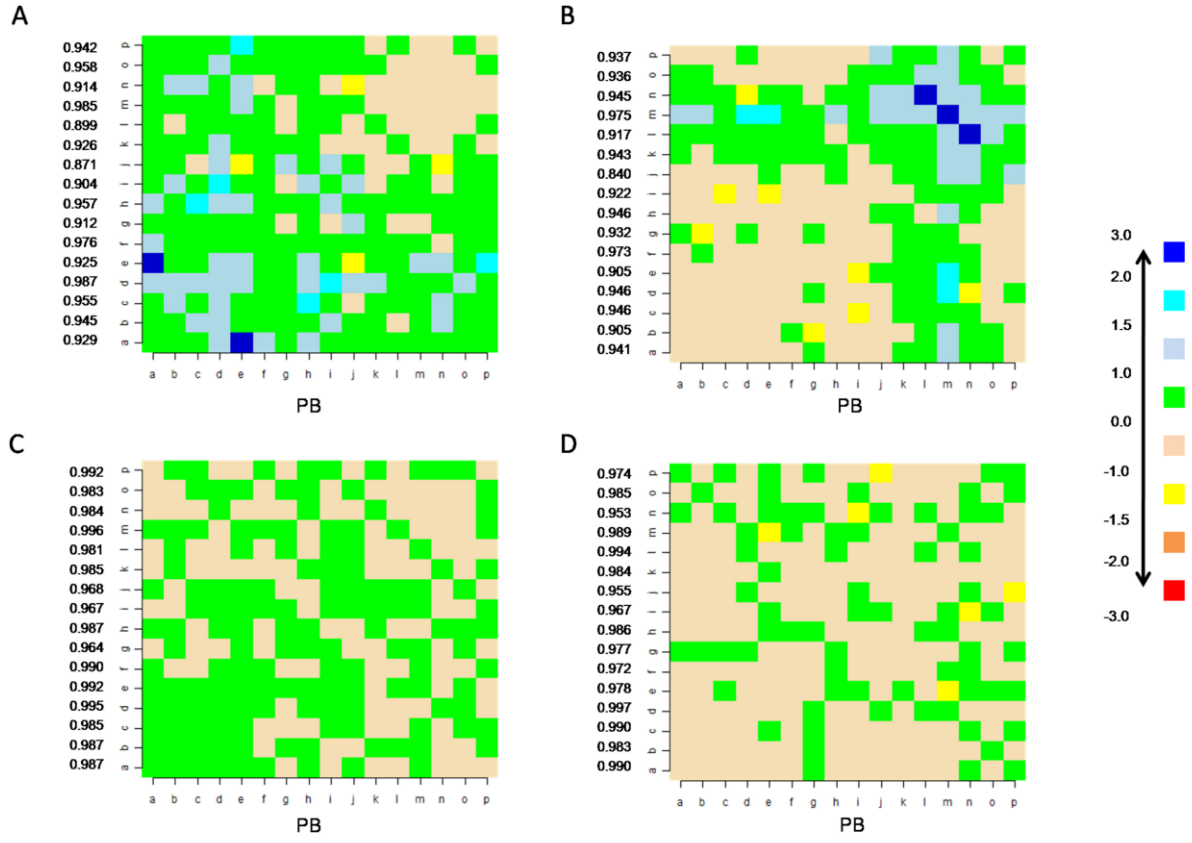 A
0.942 p
0.958 o
0.914 n
0.985 m
0.899 l
0.926 k
0.871 j
0.904 i
0.957 h
0.912 g
0.976 f
0.925 e
0.987 d
0.955 c
0.945 b
0.929 a
a b c d e f g h i j k l m n o p
PB
B
0.937 p
0.936 o
0.945 n
0.975 m
0.917 l
0.943 k
0.840 j
0.922 i
0.946 h
0.932 g
0.973 f
0.905 e
0.946 d
0.946 c
0.905 b
0.941 a
a b c d e f g h i j k l m n o p
PB
3.0
2.0
1.5
1.0
0.0
-1.0
-1.5
-2.0
-3.0
C
0.992 p
0.983 o
0.984 n
0.996 m
0.981 l
0.985 k
0.968 j
0.967 i
0.987 h
0.964 g
0.990 f
0.992 e
0.995 d
0.985 c
0.987 b
0.987 a
a b c d e f g h i j k l m n o p
PB
D
0.974 p
0.985 o
0.953 n
0.989 m
0.994 l
0.984 k
0.955 j
0.967 i
0.986 h
0.977 g
0.972 f
0.978 e
0.997 d
0.990 c
0.983 b
0.990 a
a b c d e f g h i j k l m n o p
PB